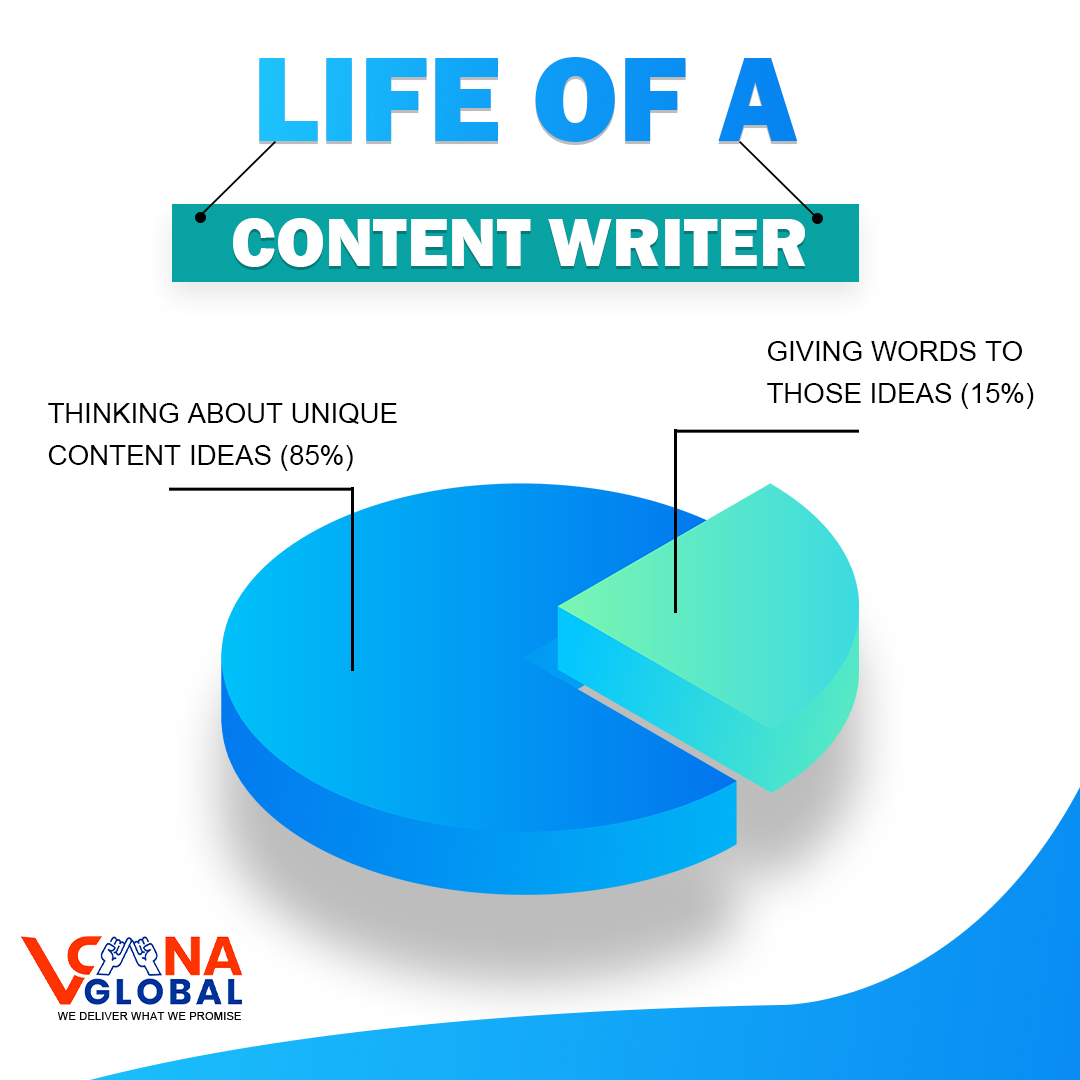 LIFE OF A
CONTENT WRITER
GIVING WORDS TO
THOSE IDEAS (15%)
THINKING ABOUT UNIQUE
CONTENT IDEAS (85%)
VCANA
GLOBAL
WE DELIVER WHAT WE PROMISE